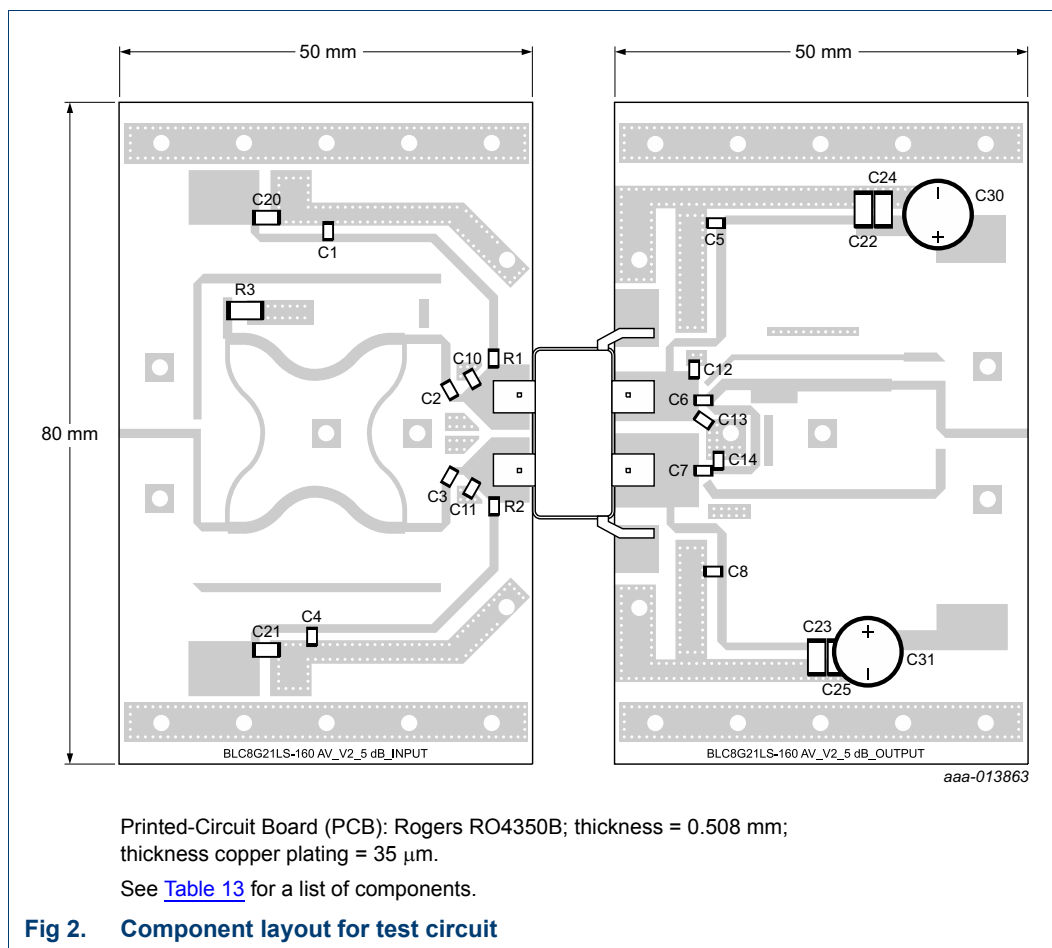 50 mm
50 mm
80 mm
C20
C1
R3
C10
R1
C2
C3
C11
R2
C4
C21
BLC8G21LS-160 AV_V2_5 dB_INPUT
C24
C30
C5
C22
C12
C6
C13
C14
C7
C8
C23
C31
C25
BLC8G21LS-160 AV_V2_5 dB_OUTPUT
aaa-013863
Printed-Circuit Board (PCB): Rogers RO4350B; thickness = 0.508 mm;
thickness copper plating = 35 μm.
See Table 13 for a list of components.
Fig 2. Component layout for test circuit